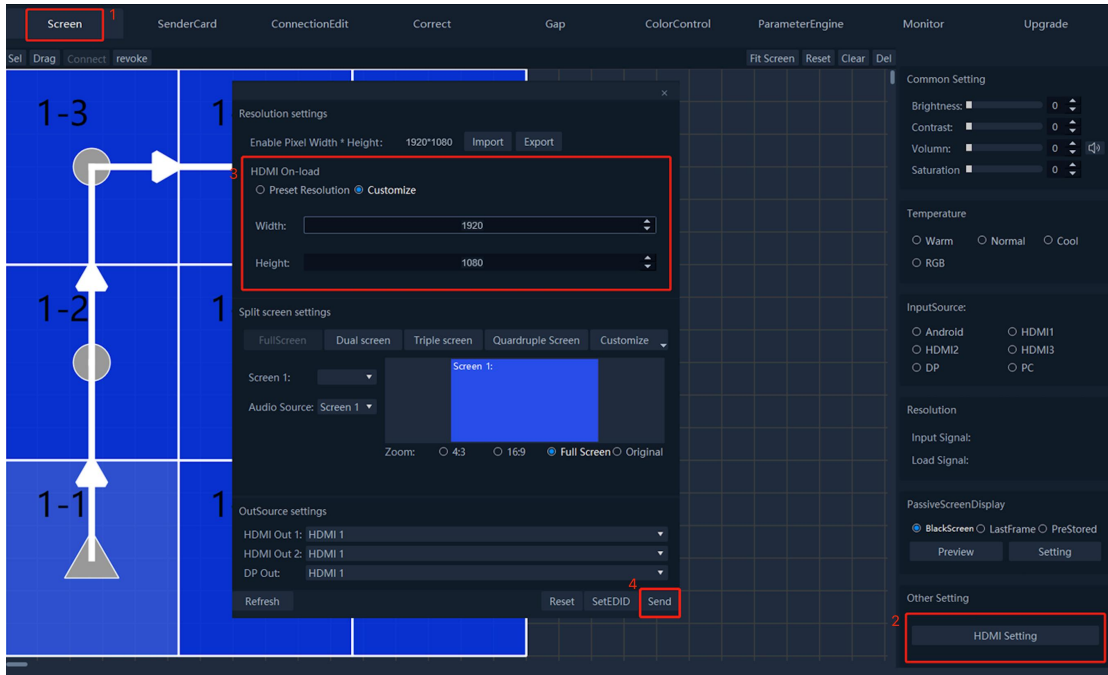 Screen 1 SenderCard ConnectionEdit Correct Gap ColorControl ParameterEngine Monitor Upgrade
Sel Drag Connect revoke Fit Screen Reset Clear Del
1-3
1
1-2
1
1-1
1
×
Resolution settings
Enable Pixel Width * Height: 1920*1080 Import Export
3
HDMI On-load
Preset Resolution Customize
Width: 1920
Height: 1080
Split screen settings
FullScreen Dual screen Triple screen Quardruple Screen Customize
Screen 1:
Audio Source: Screen 1
Screen 1:
Zoom: 4:3 16:9 Full Screen Original
OutSource settings
HDMI Out 1: HDMI 1
HDMI Out 2: HDMI 1
DP Out: HDMI 1
4
Refresh Reset SetEDID Send
Common Setting
Brightness: 0
Contrast: 0
Volumn: 0
Saturation 0
Temperature
Warm Normal Cool
RGB
InputSource:
Android HDMI1
HDMI2 HDMI3
DP PC
Resolution
Input Signal:
Load Signal:
PassiveScreenDisplay
BlackScreen LastFrame PreStored
Preview Setting
Other Setting
2
HDMI Setting